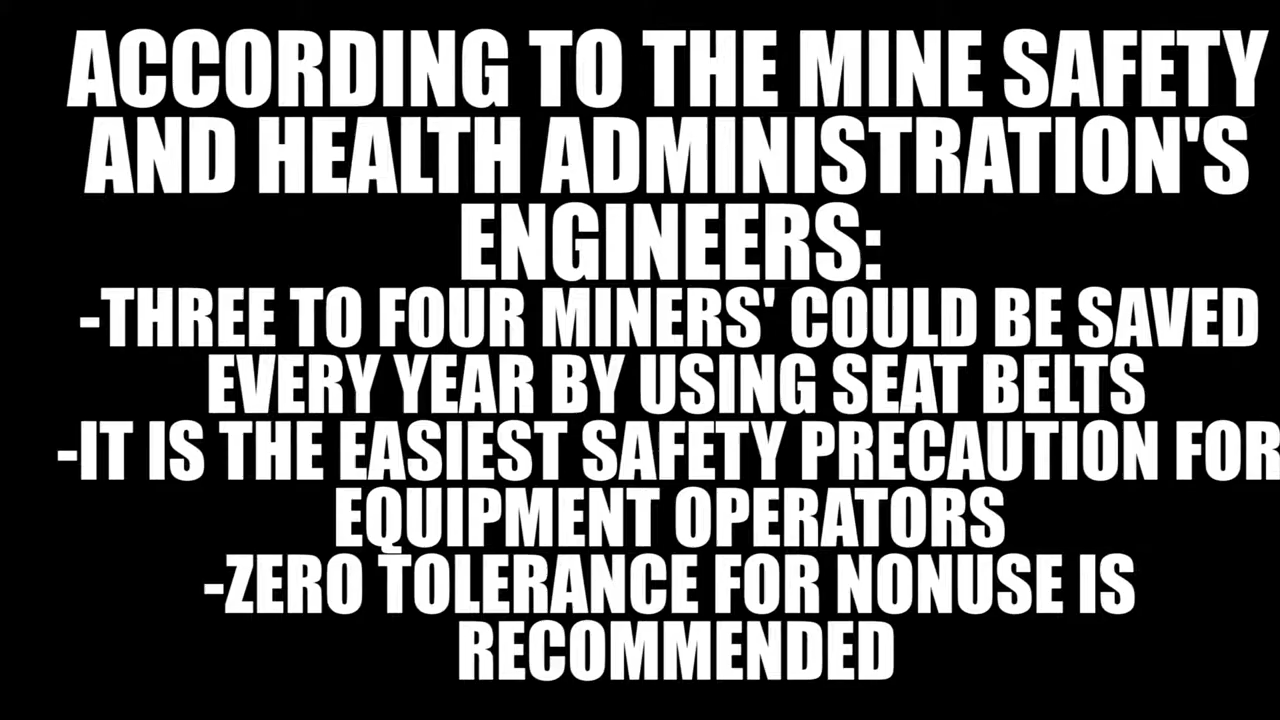 ACCORDING TO THE MINE SAFETY
AND HEALTH ADMINISTRATION'S
ENGINEERS:
-THREE TO FOUR MINERS' COULD BE SAVED
EVERY YEAR BY USING SEAT BELTS
-IT IS THE EASIEST SAFETY PRECAUTION FOR
EQUIPMENT OPERATORS
-ZERO TOLERANCE FOR NONUSE IS
RECOMMENDED